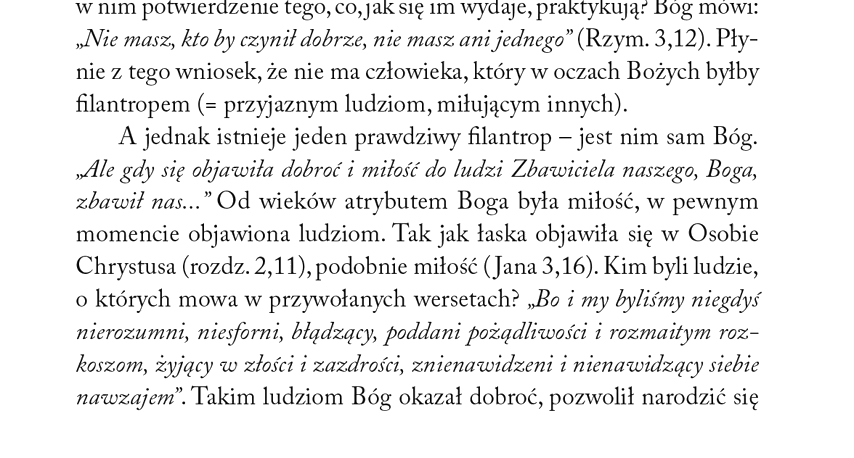 w nim potwierdzenie tego, co, jak się im wydaje, praktykują? Bóg mówi:
„Nie masz, kto by czynił dobrze, nie masz ani jednego” (Rzym. 3,12). Pły-
nie z tego wniosek, że nie ma człowieka, który w oczach Bożych byłby
filantropem (= przyjaznym ludziom, miłującym innych).
A jednak istnieje jeden prawdziwy filantrop – jest nim sam Bóg.
„Ale gdy się objawiła dobroć i miłość do ludzi Zbawiciela naszego, Boga,
zbawił nas...” Od wieków atrybutem Boga była miłość, w pewnym
momencie objawiona ludziom. Tak jak łaska objawiła się w Osobie
Chrystusa (rozdz. 2,11), podobnie miłość (Jana 3,16). Kim byli ludzie,
o których mowa w przywołanych wersetach? „Bo i my byliśmy niegdyś
nierozumni, niesforni, błądzący, poddani pożądliwości i rozmaitym roz-
koszom, żyjący w złości i zazdrości, znienawidzeni i nienawidzący siebie
nawzajem”. Takim ludziom Bóg okazał dobroć, pozwolił narodzić się